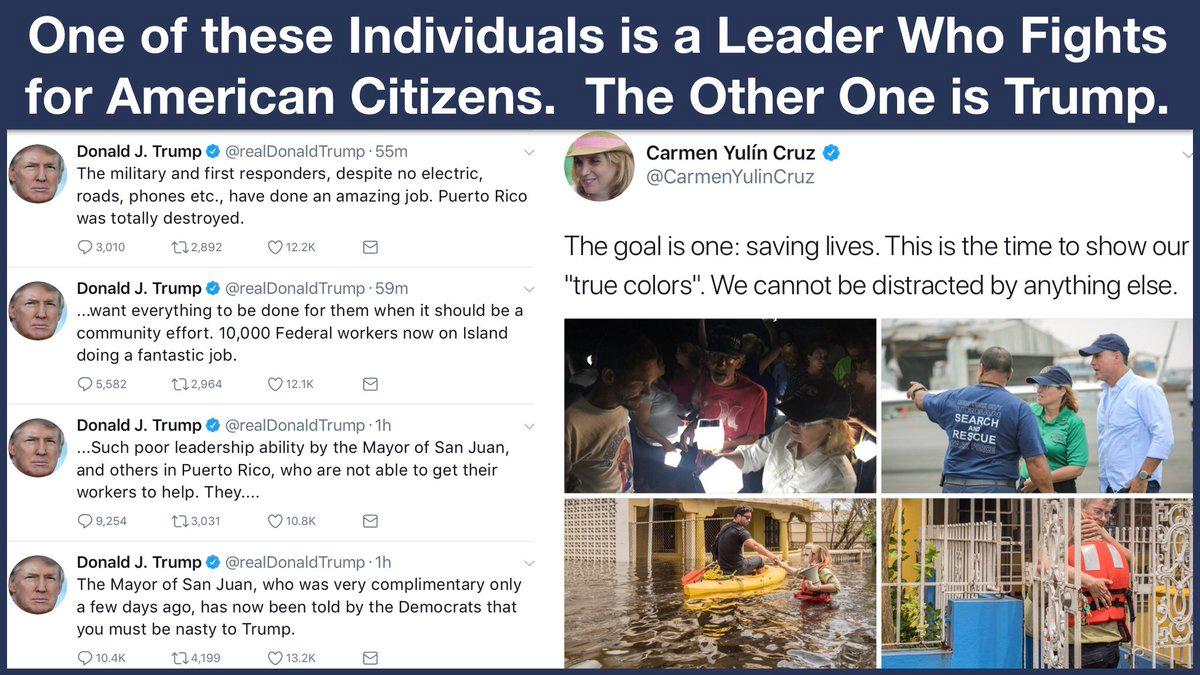 One of these Individuals is a Leader Who Fights
for American Citizens. The Other One is Trump.
Donald J. Trump @realDonaldTrump · 55m
The military and first responders, despite no electric,
roads, phones etc., have done an amazing job. Puerto Rico
was totally destroyed.
3,010 2,892 12.2K
Donald J. Trump @realDonaldTrump · 59m
...want everything to be done for them when it should be a
community effort. 10,000 Federal workers now on Island
doing a fantastic job.
5,582 2,964 12.1K
Donald J. Trump @realDonaldTrump · 1h
...Such poor leadership ability by the Mayor of San Juan,
and others in Puerto Rico, who are not able to get their
workers to help. They....
9,254 3,031 10.8K
Donald J. Trump @realDonaldTrump · 1h
The Mayor of San Juan, who was very complimentary only
a few days ago, has now been told by the Democrats that
you must be nasty to Trump.
10.4K 4,199 13.2K
Carmen Yulín Cruz
@CarmenYulinCruz
The goal is one: saving lives. This is the time to show our
"true colors". We cannot be distracted by anything else.
SEARCH
AND
RESCUE